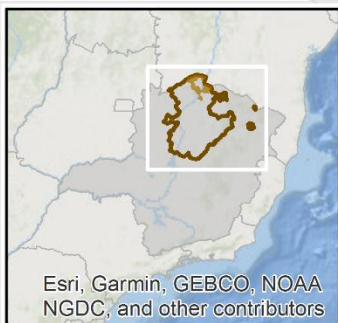 Esri, Garmin, GEBCO, NOAA
NGDC, and other contributors